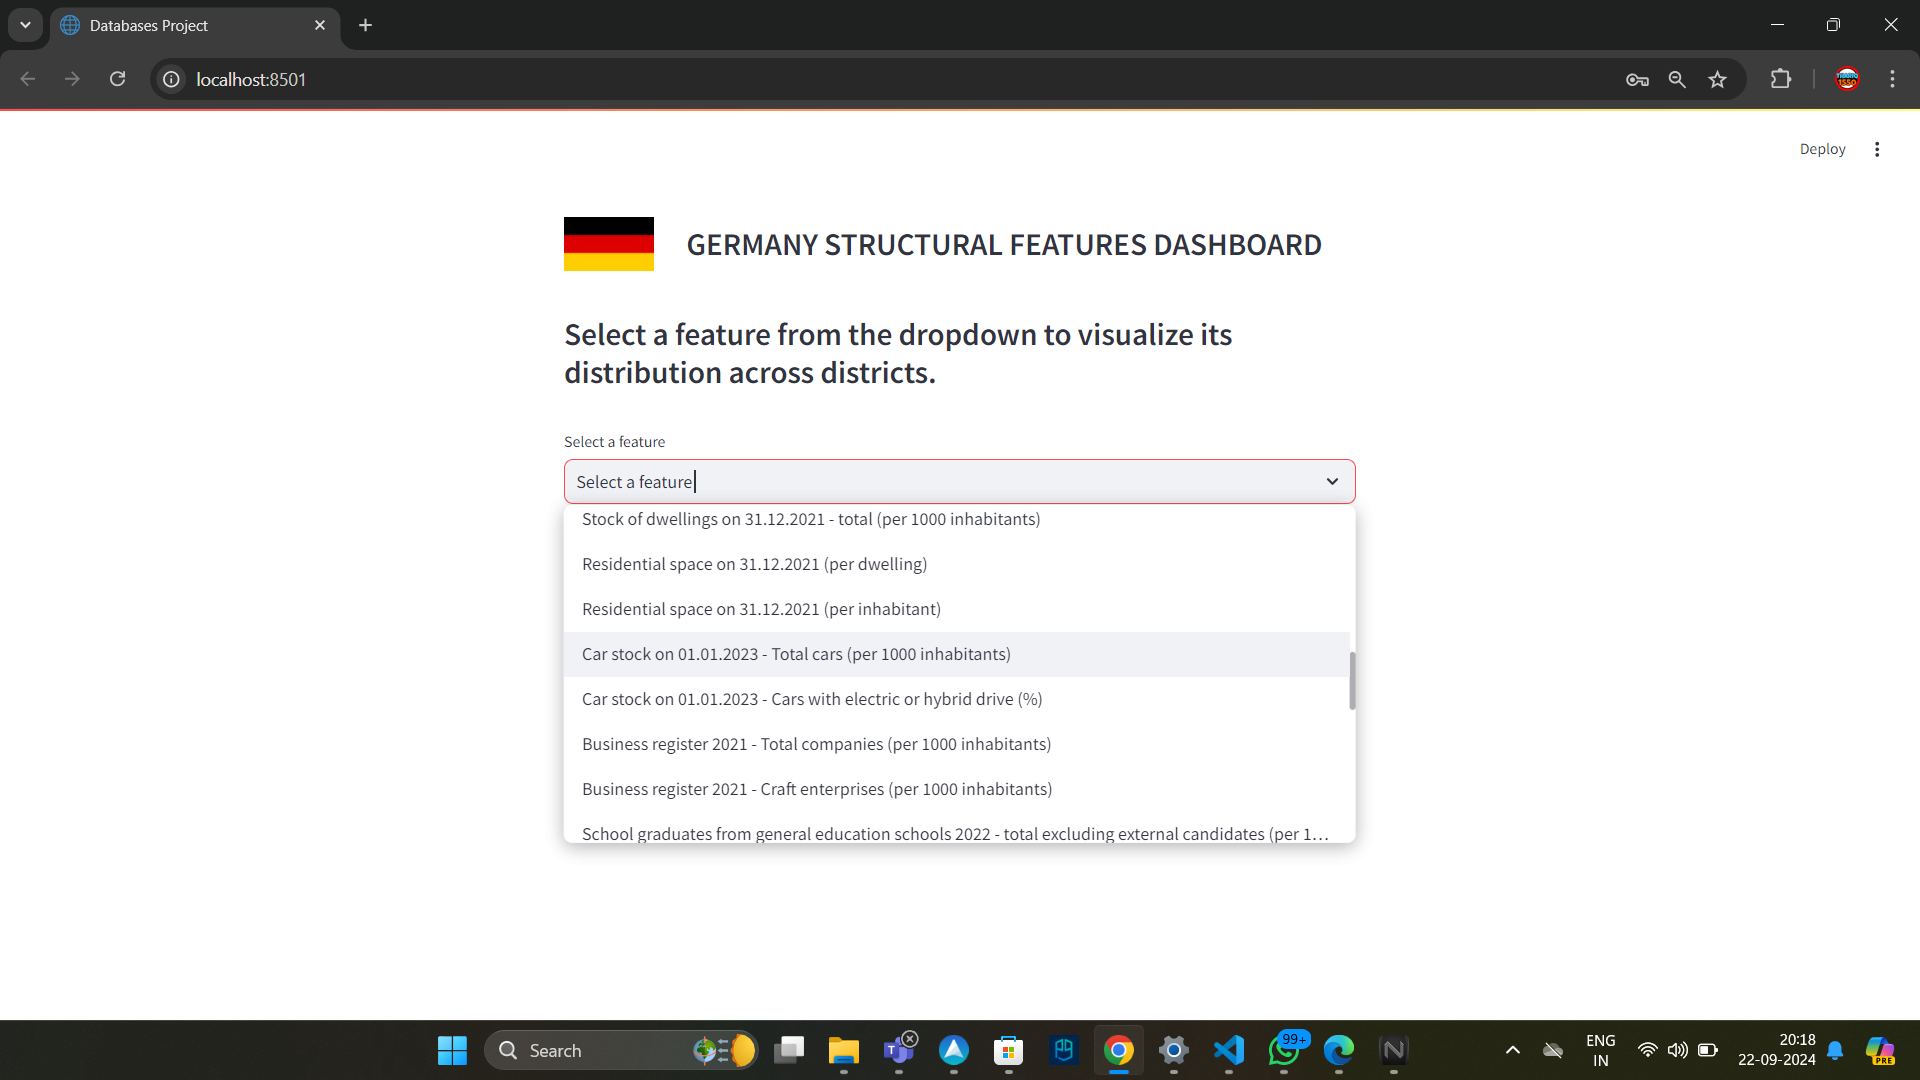 Databases Project
localhost:8501
Deploy
GERMANY STRUCTURAL FEATURES DASHBOARD
Select a feature from the dropdown to visualize its
distribution across districts.
Select a feature
Select a feature
Stock of dwellings on 31.12.2021 - total (per 1000 inhabitants)
Residential space on 31.12.2021 (per dwelling)
Residential space on 31.12.2021 (per inhabitant)
Car stock on 01.01.2023 - Total cars (per 1000 inhabitants)
Car stock on 01.01.2023 - Cars with electric or hybrid drive (%)
Business register 2021 - Total companies (per 1000 inhabitants)
Business register 2021 - Craft enterprises (per 1000 inhabitants)
School graduates from general education schools 2022 - total excluding external candidates (per 1...
Search
99+
ENG
IN
20:18
22-09-2024
PRE